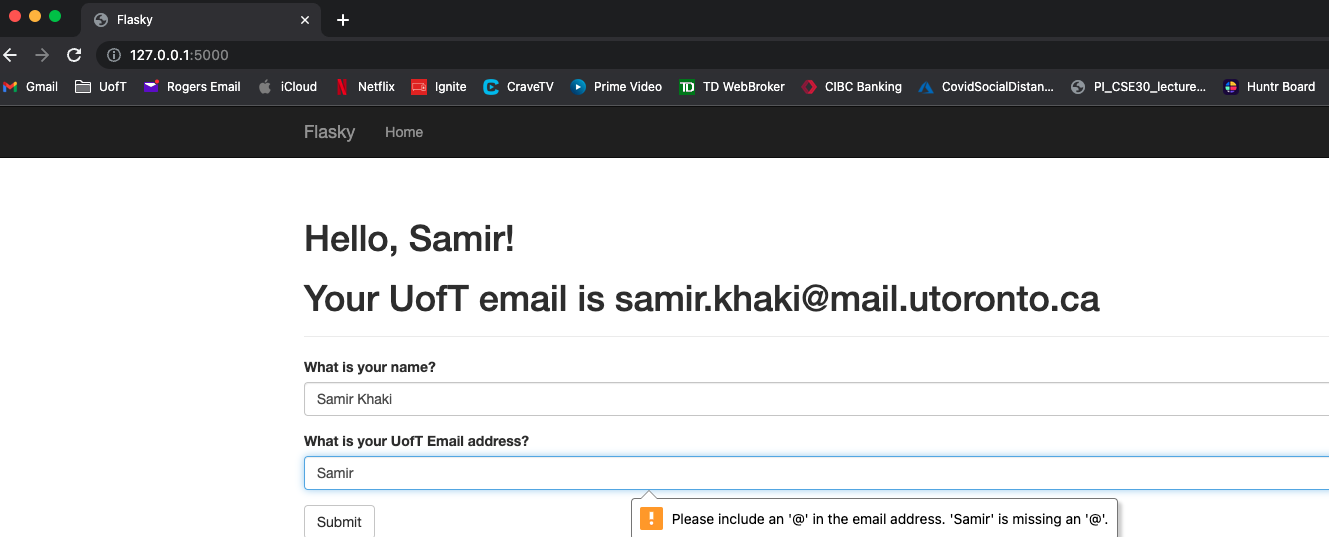 Flasky
127.0.0.1:5000
Gmail UofT Rogers Email iCloud Netflix Ignite CraveTV Prime Video TD WebBroker CIBC Banking CovidSocialDistan... PI_CSE30_lecture... Huntr Board
Flasky Home
Hello, Samir!
Your UofT email is samir.khaki@mail.utoronto.ca
What is your name?
Samir Khaki
What is your UofT Email address?
Samir
Submit
Please include an '@' in the email address. 'Samir' is missing an '@'.